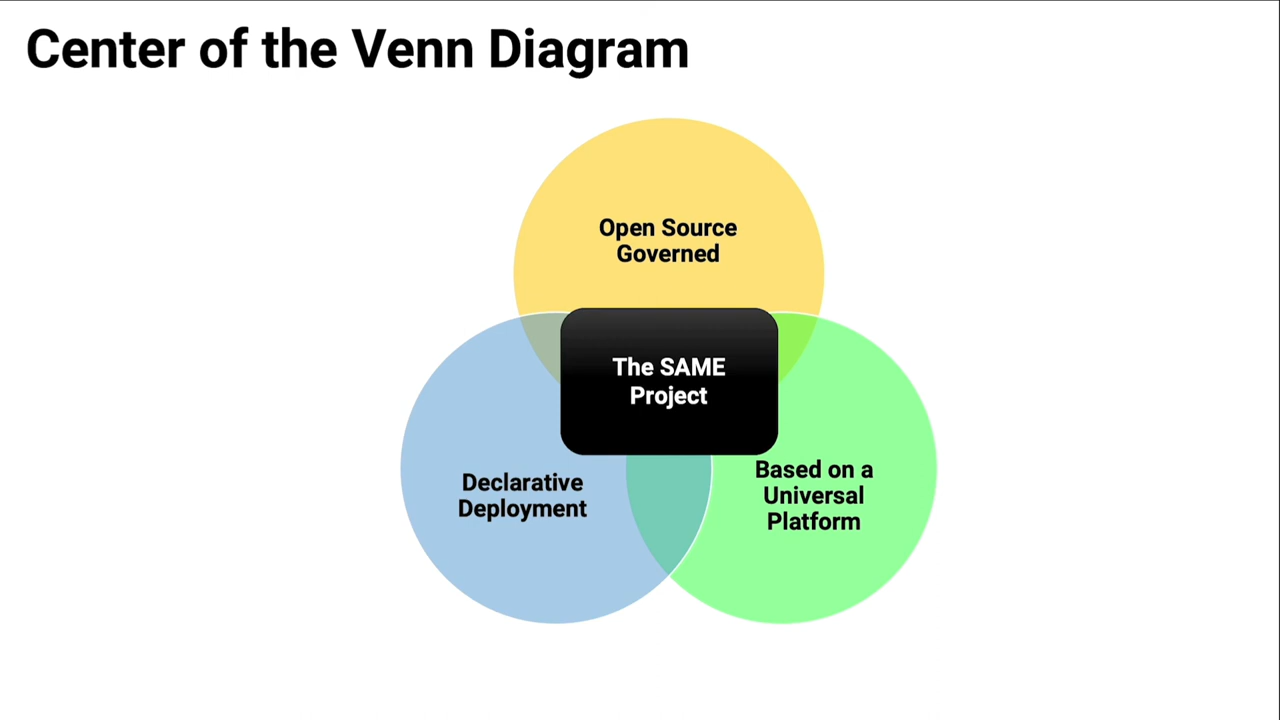 Center of the Venn Diagram
Open Source
Governed
The SAME
Project
Declarative
Deployment
Based on a
Universal
Platform